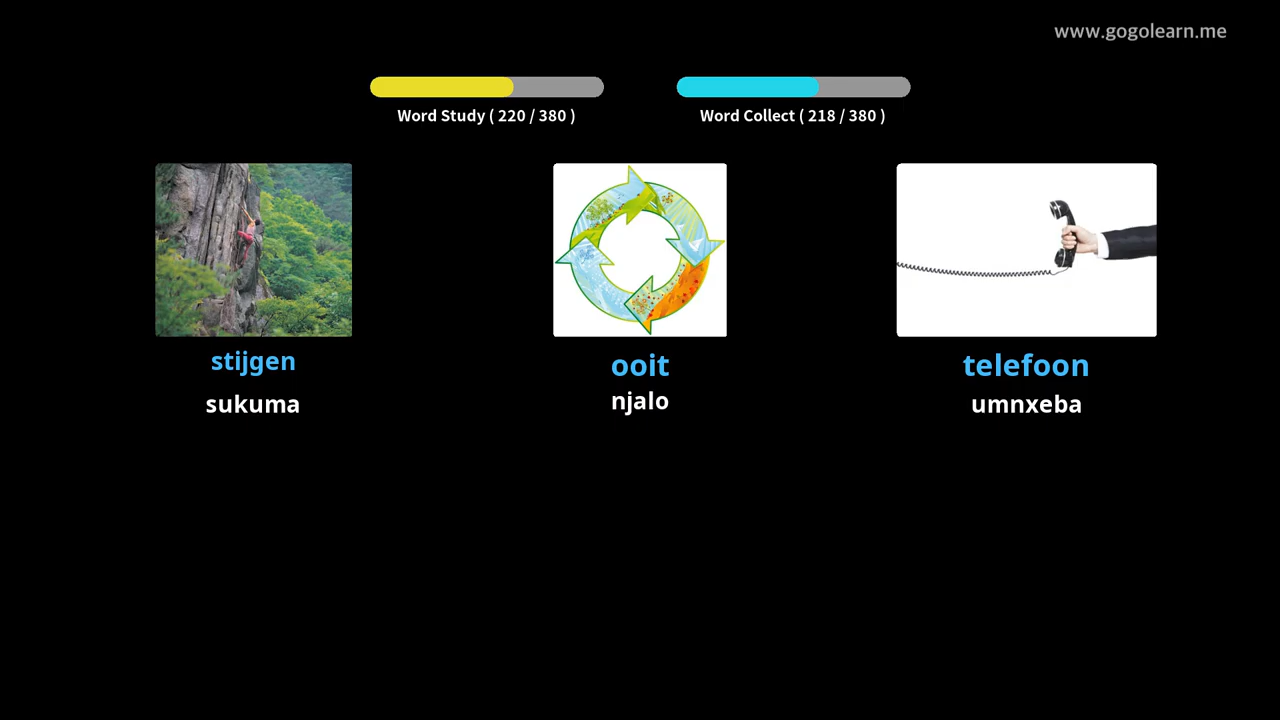 www.gogolearn.me
Word Study ( 220 / 380 )
Word Collect ( 218 / 380 )
stijgen
ooit
telefoon
sukuma
njalo
umnxeba